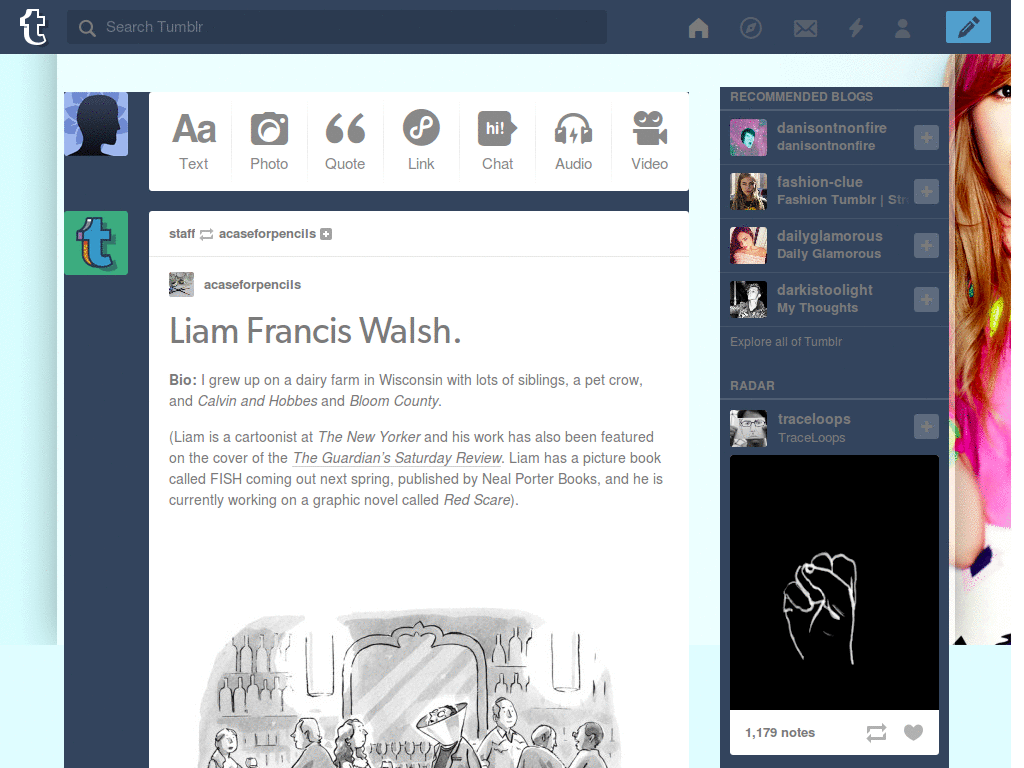 Search Tumblr
Aa
Text
Photo
Quote
Link
hi!
Chat
Audio
Video
staff acaseforpencils
acaseforpencils
Liam Francis Walsh.
Bio: I grew up on a dairy farm in Wisconsin with lots of siblings, a pet crow,
and Calvin and Hobbes and Bloom County.
(Liam is a cartoonist at The New Yorker and his work has also been featured
on the cover of the The Guardian’s Saturday Review. Liam has a picture book
called FISH coming out next spring, published by Neal Porter Books, and he is
currently working on a graphic novel called Red Scare).
RECOMMENDED BLOGS
danisontnonfire
danisontnonfire
fashion-clue
Fashion Tumblr | Str
dailyglamorous
Daily Glamorous
darkistoolight
My Thoughts
Explore all of Tumblr
RADAR
traceloops
TraceLoops
1,179 notes